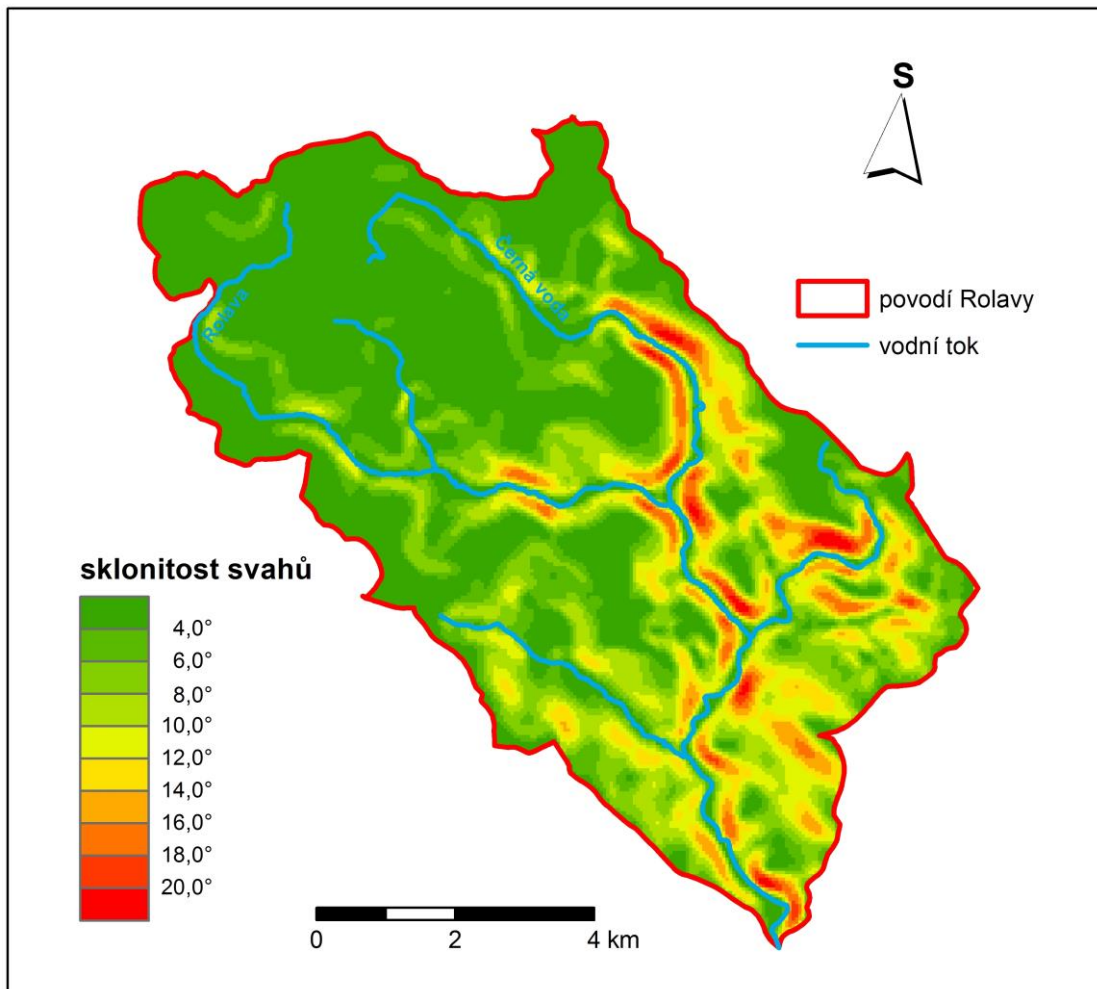 S
Černá voda
Rolava
povodí Rolavy
vodní tok
sklonitost svahů
4,0°
6,0°
8,0°
10,0°
12,0°
14,0°
16,0°
18,0°
20,0°
0 2 4 km